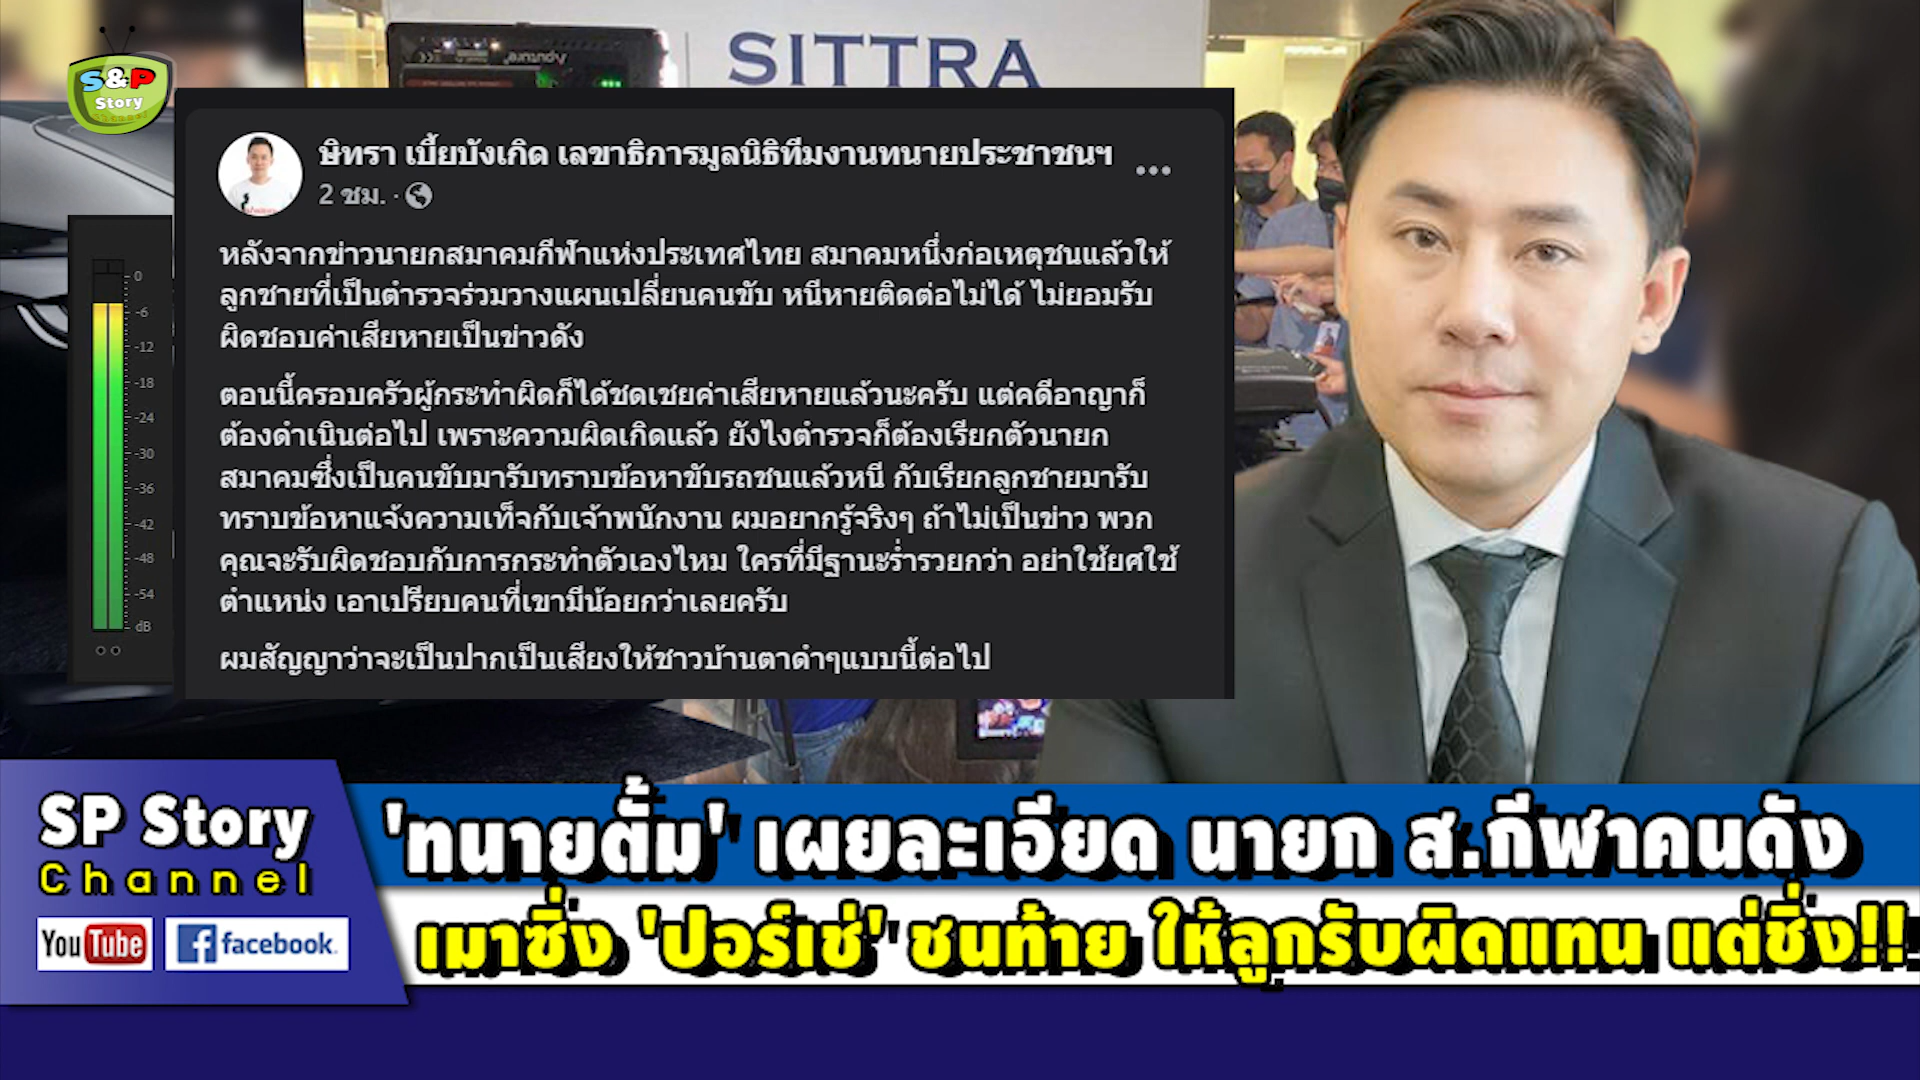 SITTRA
S&P
Story
Channel
Aputure
ษิทรา เบี้ยบังเกิด เลขาธิการมูลนิธิทีมงานทนายประชาชนฯ
2 ชม. ·
หลังจากข่าวนายกสมาคมกีฬาแห่งประเทศไทย สมาคมหนึ่งก่อเหตุชนแล้วให้
ลูกชายที่เป็นตำรวจร่วมวางแผนเปลี่ยนคนขับ หนีหายติดต่อไม่ได้ ไม่ยอมรับ
ผิดชอบค่าเสียหายเป็นข่าวดัง
ตอนนี้ครอบครัวผู้กระทำผิดก็ได้ชดเชยค่าเสียหายแล้วนะครับ แต่คดีอาญาก็
ต้องดำเนินต่อไป เพราะความผิดเกิดแล้ว ยังไงตำรวจก็ต้องเรียกตัวนายก
สมาคมซึ่งเป็นคนขับมารับทราบข้อหาขับรถชนแล้วหนี กับเรียกลูกชายมารับ
ทราบข้อหาแจ้งความเท็จกับเจ้าพนักงาน ผมอยากรู้จริงๆ ถ้าไม่เป็นข่าว พวก
คุณจะรับผิดชอบกับการกระทำตัวเองไหม ใครที่มีฐานะร่ำรวยกว่า อย่าใช้ยศใช้
ตำแหน่ง เอาเปรียบคนที่เขามีน้อยกว่าเลยครับ
ผมสัญญาว่าจะเป็นปากเป็นเสียงให้ชาวบ้านตาดำๆแบบนี้ต่อไป
0
-6
-12
-18
-24
-30
-36
-42
-48
-54
dB
SP Story
Channel
YouTube
facebook.
'ทนายตั้ม' เผยละเอียด นายก ส.กีฬาคนดัง
เมาซิ่ง 'ปอร์เช่' ชนท้าย ให้ลูกรับผิดแทน แต่ชิ่ง!!